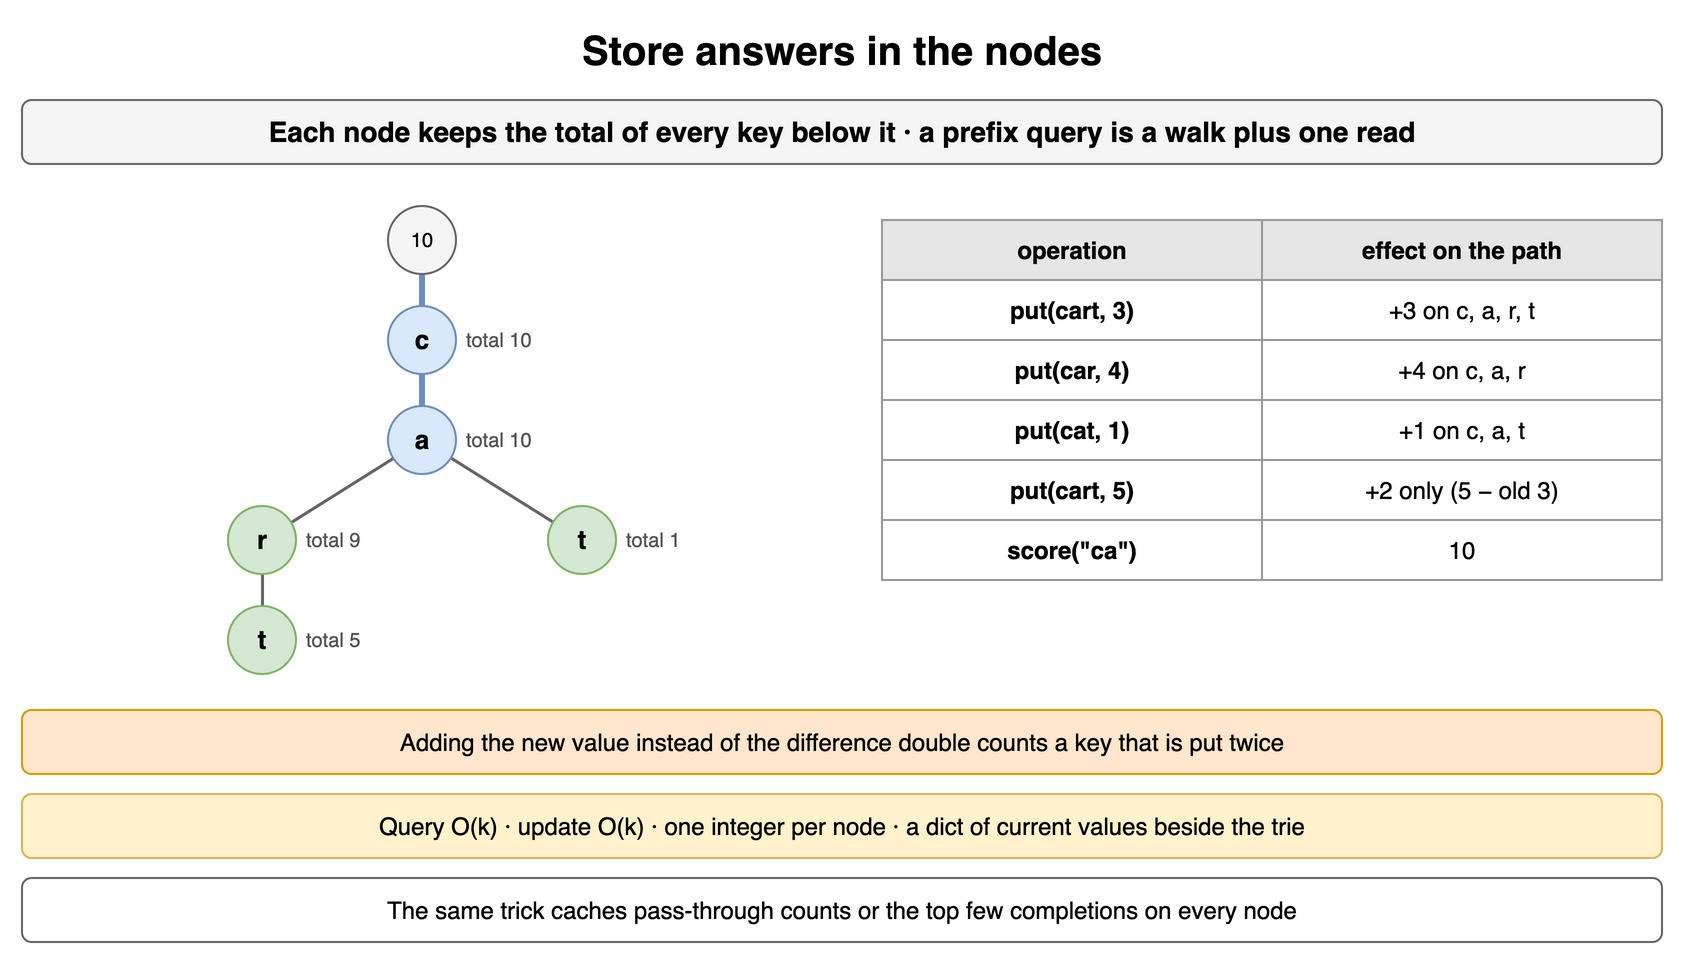 Store answers in the nodes
Each node keeps the total of every key below it · a prefix query is a walk plus one read
10
c total 10
a total 10
r total 9
t total 1
t total 5
operation effect on the path
put(cart, 3) +3 on c, a, r, t
put(car, 4) +4 on c, a, r
put(cat, 1) +1 on c, a, t
put(cart, 5) +2 only (5 − old 3)
score("ca") 10
Adding the new value instead of the difference double counts a key that is put twice
Query O(k) · update O(k) · one integer per node · a dict of current values beside the trie
The same trick caches pass-through counts or the top few completions on every node